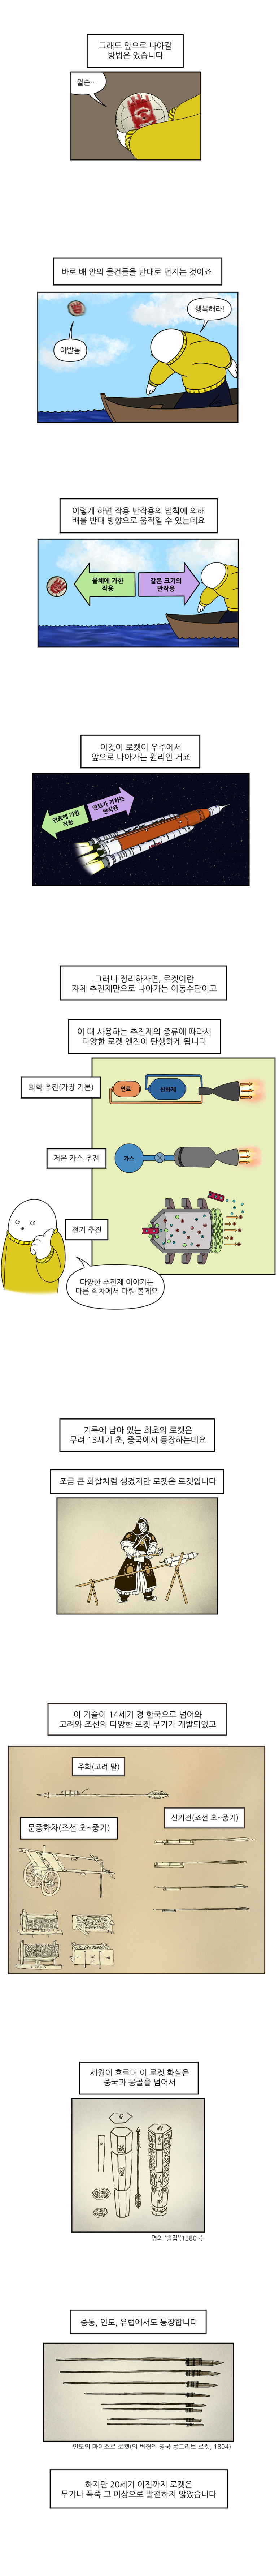 그래도 앞으로 나아갈
방법은 있습니다
윌슨…
바로 배 안의 물건들을 반대로 던지는 것이죠
행복해라!
야발놈
이렇게 하면 작용 반작용의 법칙에 의해
배를 반대 방향으로 움직일 수 있는데요
물체에 가한
작용
같은 크기의
반작용
이것이 로켓이 우주에서
앞으로 나아가는 원리인 거죠
연료에 가한
작용
연료가 가하는
반작용
그러니 정리하자면, 로켓이란
자체 추진제만으로 나아가는 이동수단이고
이 때 사용하는 추진제의 종류에 따라서
다양한 로켓 엔진이 탄생하게 됩니다
화학 추진(가장 기본)
연료
산화제
저온 가스 추진
가스
전기 추진
다양한 추진제 이야기는
다른 회차에서 다뤄 볼게요
기록에 남아 있는 최초의 로켓은
무려 13세기 초, 중국에서 등장하는데요
조금 큰 화살처럼 생겼지만 로켓은 로켓입니다
이 기술이 14세기 경 한국으로 넘어와
고려와 조선의 다양한 로켓 무기가 개발되었고
주화(고려 말)
신기전(조선 초~중기)
문종화차(조선 초~중기)
세월이 흐르며 이 로켓 화살은
중국과 몽골을 넘어서
명의 '벌집'(1380~)
중동, 인도, 유럽에서도 등장합니다
인도의 마이소르 로켓(의 변형인 영국 콩그리브 로켓, 1804)
하지만 20세기 이전까지 로켓은
무기나 폭죽 그 이상으로 발전하지 않았습니다